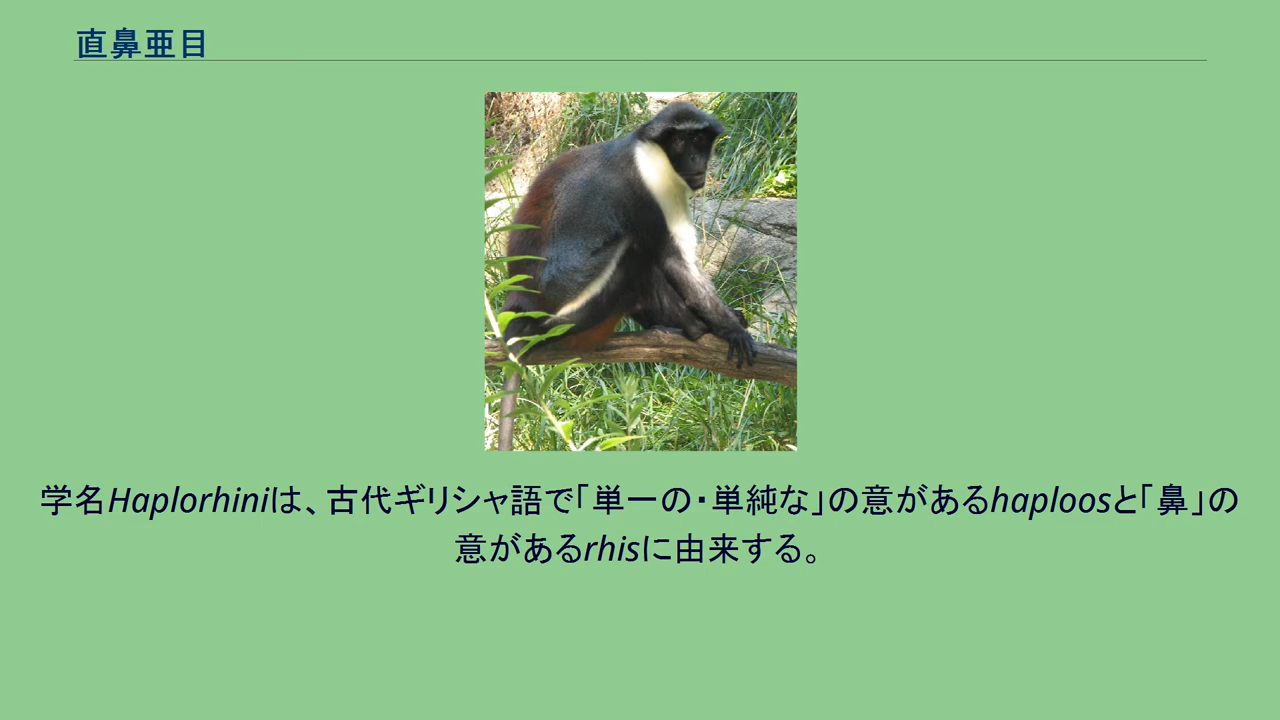 直鼻亜目
学名Haplorhiniは、古代ギリシャ語で「単一の・単純な」の意があるhaploosと「鼻」の
意があるrhisに由来する。